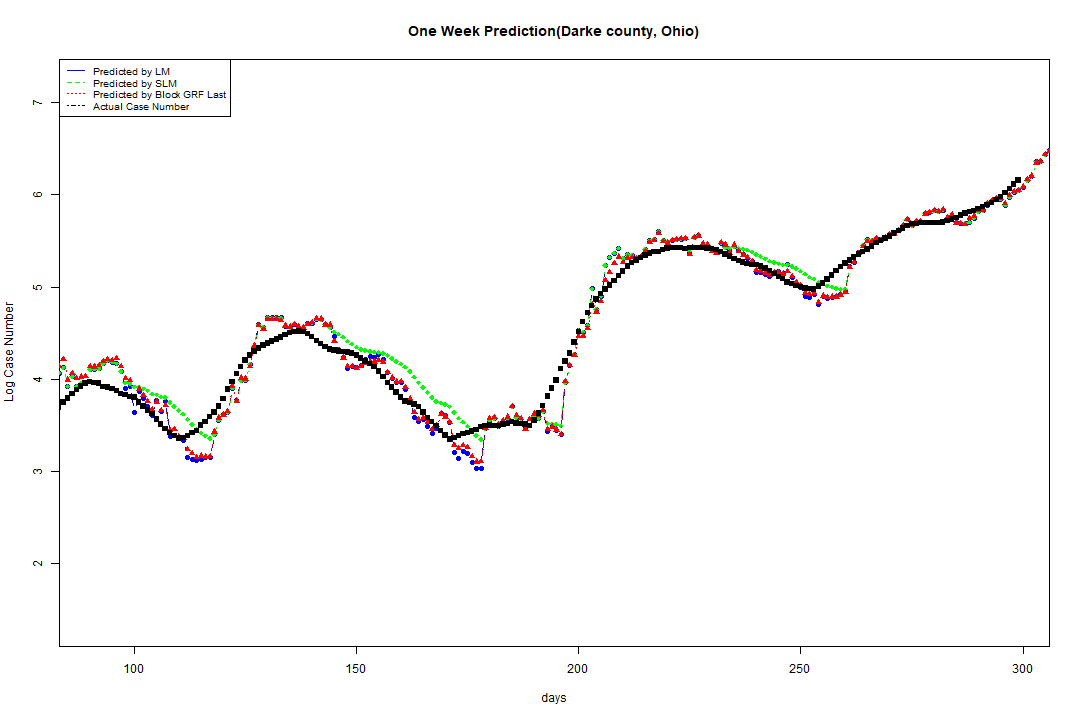 One Week Prediction(Darke county, Ohio)
Predicted by LM
Predicted by SLM
Predicted by Block GRF Last
Actual Case Number
7
6
5
4
3
2
Log Case Number
100 150 200 250 300
days